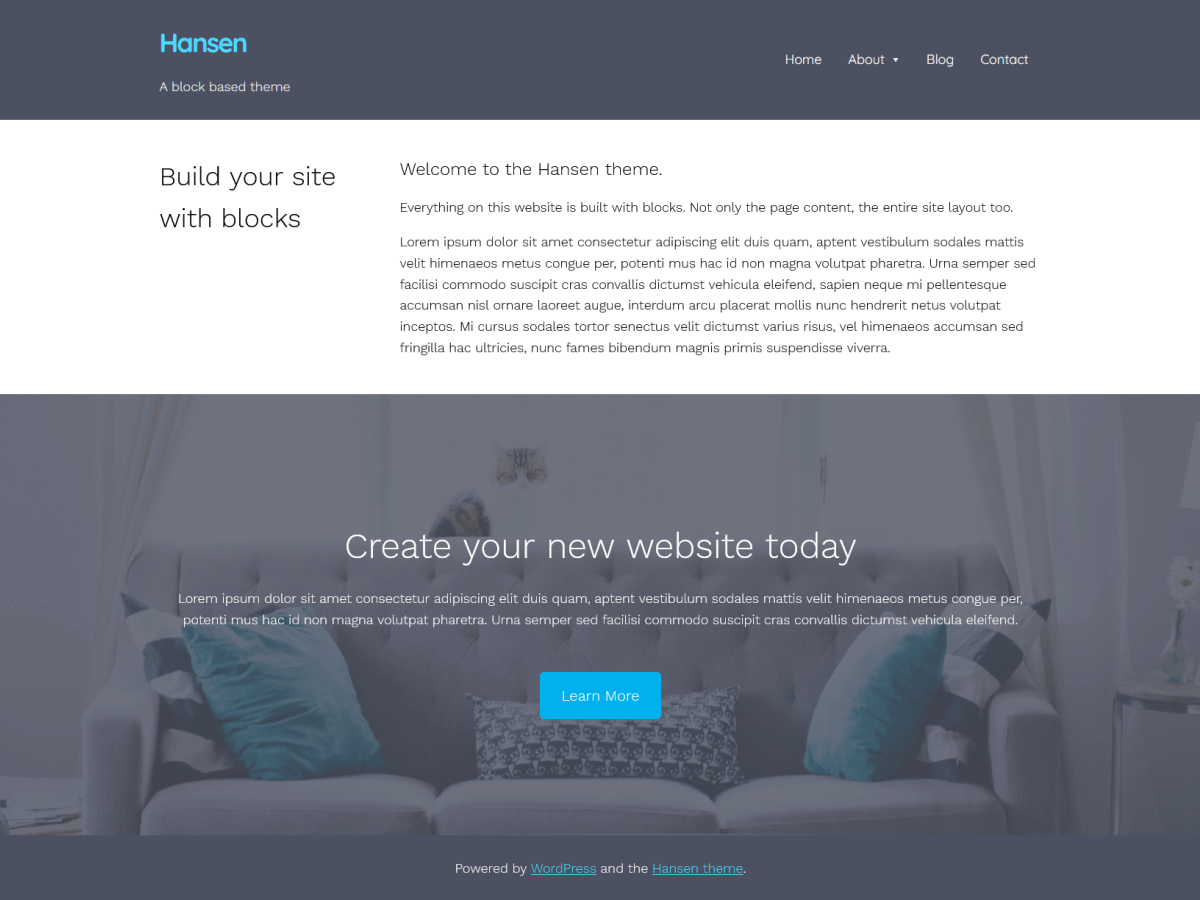 Hansen
A block based theme
Home About Blog Contact
Build your site
with blocks
Welcome to the Hansen theme.
Everything on this website is built with blocks. Not only the page content, the entire site layout too.
Lorem ipsum dolor sit amet consectetur adipiscing elit duis quam, aptent vestibulum sodales mattis
velit himenaeos metus congue per, potenti mus hac id non magna volutpat pharetra. Urna semper sed
facilisi commodo suscipit cras convallis dictumst vehicula eleifend, sapien neque mi pellentesque
accumsan nisl ornare laoreet augue, interdum arcu placerat mollis nunc hendrerit netus volutpat
inceptos. Mi cursus sodales tortor senectus velit dictumst varius risus, vel himenaeos accumsan sed
fringilla hac ultricies, nunc fames bibendum magnis primis suspendisse viverra.
Create your new website today
Lorem ipsum dolor sit amet consectetur adipiscing elit duis quam, aptent vestibulum sodales mattis velit himenaeos metus congue per,
potenti mus hac id non magna volutpat pharetra. Urna semper sed facilisi commodo suscipit cras convallis dictumst vehicula eleifend.
Learn More
Powered by WordPress and the Hansen theme.